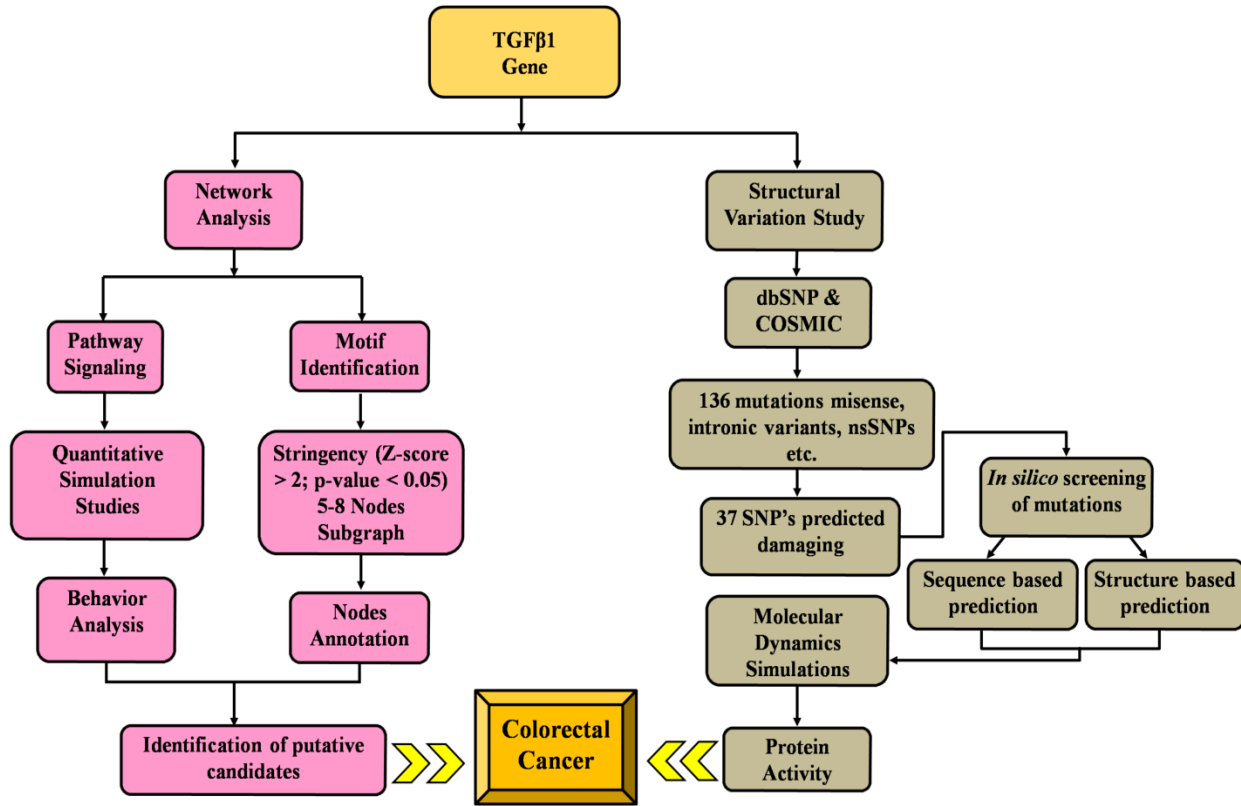 TGFβ1
Gene
Network
Analysis
Structural
Variation Study
dbSNP &
COSMIC
Pathway
Signaling
Motif
Identification
136 mutations misense,
intronic variants, nsSNPs
etc.
Quantitative
Simulation
Studies
Stringency (Z-score
> 2; p-value < 0.05)
5-8 Nodes
Subgraph
In silico screening
of mutations
37 SNP's predicted
damaging
Sequence based
prediction
Structure based
prediction
Behavior
Analysis
Nodes
Annotation
Molecular
Dynamics
Simulations
Identification of putative
candidates
Colorectal
Cancer
Protein
Activity